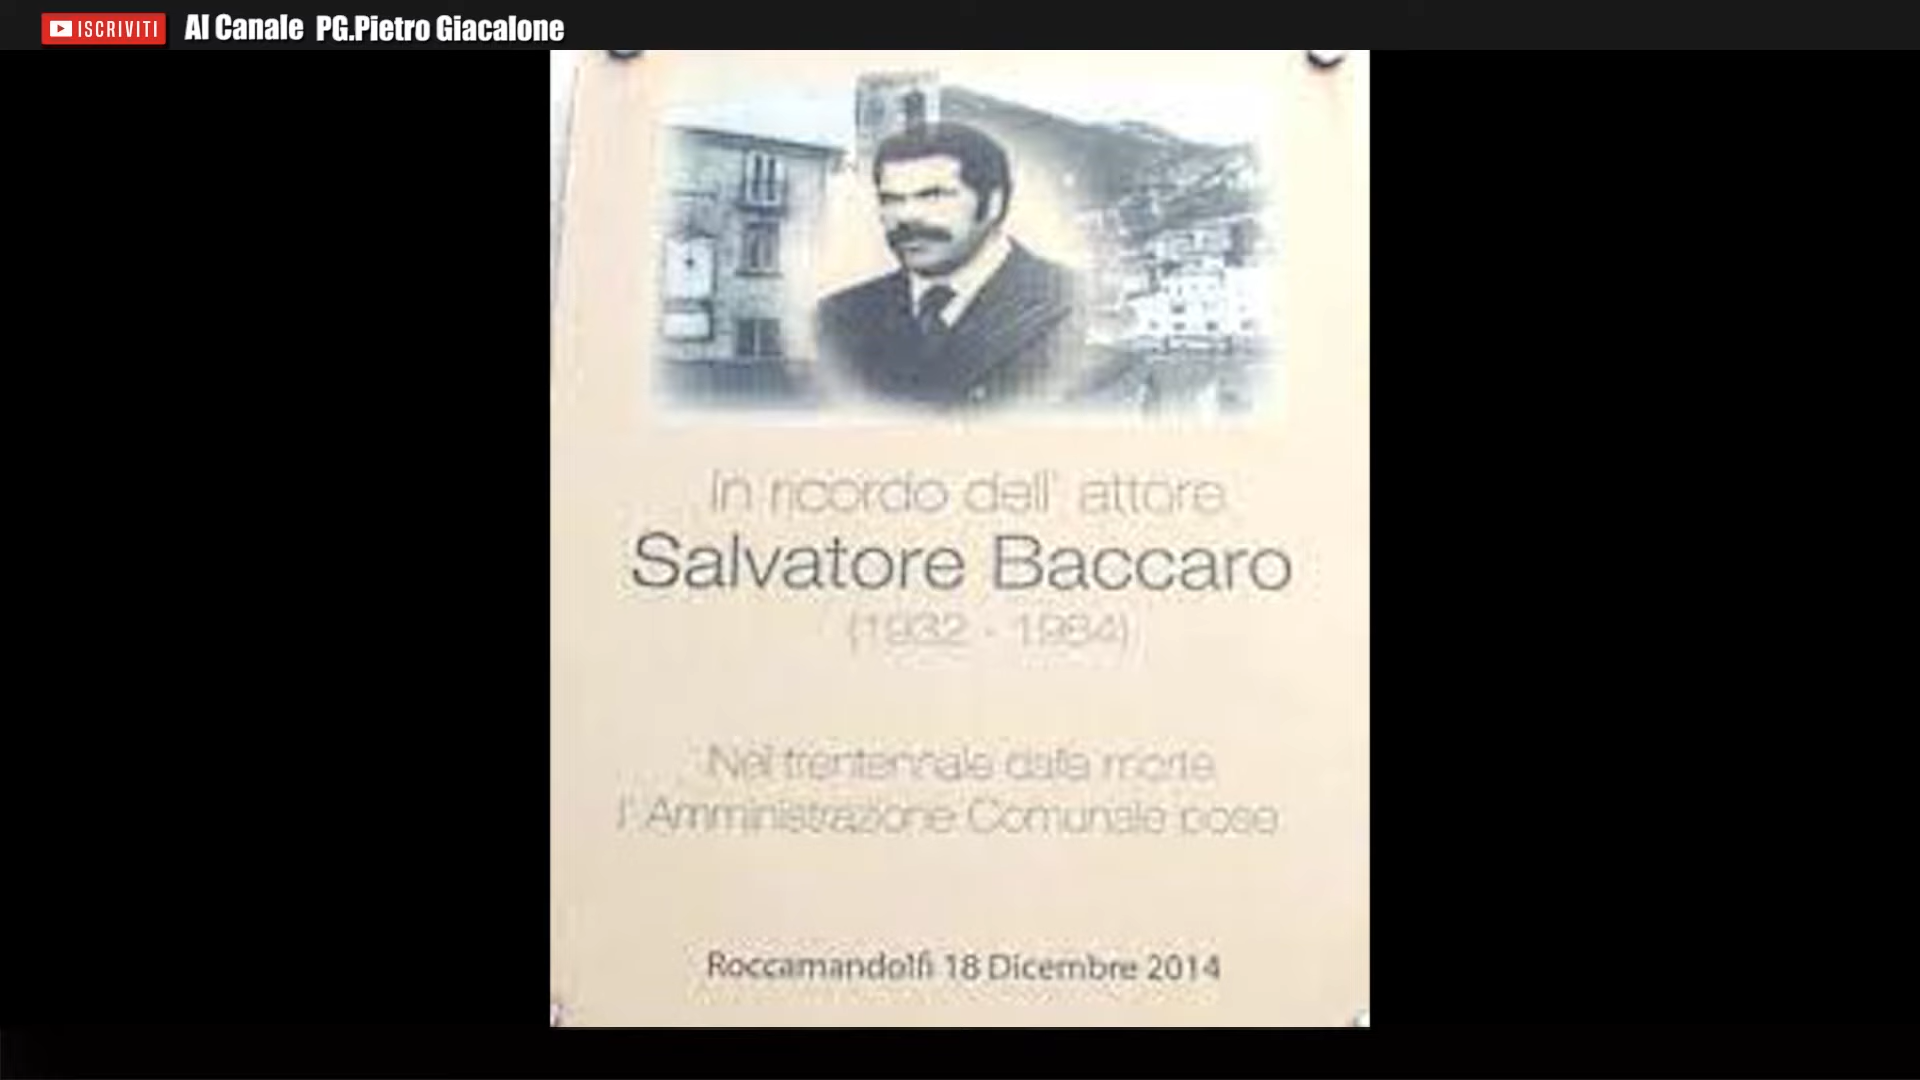 ISCRIVITI Al Canale PG.Pietro Giacalone
In ricordo dell' attore
Salvatore Baccaro
(1932 - 1984)
Nel trentennale dalla morte
l' Amministrazione Comunale pose
Roccamandolfi 18 Dicembre 2014